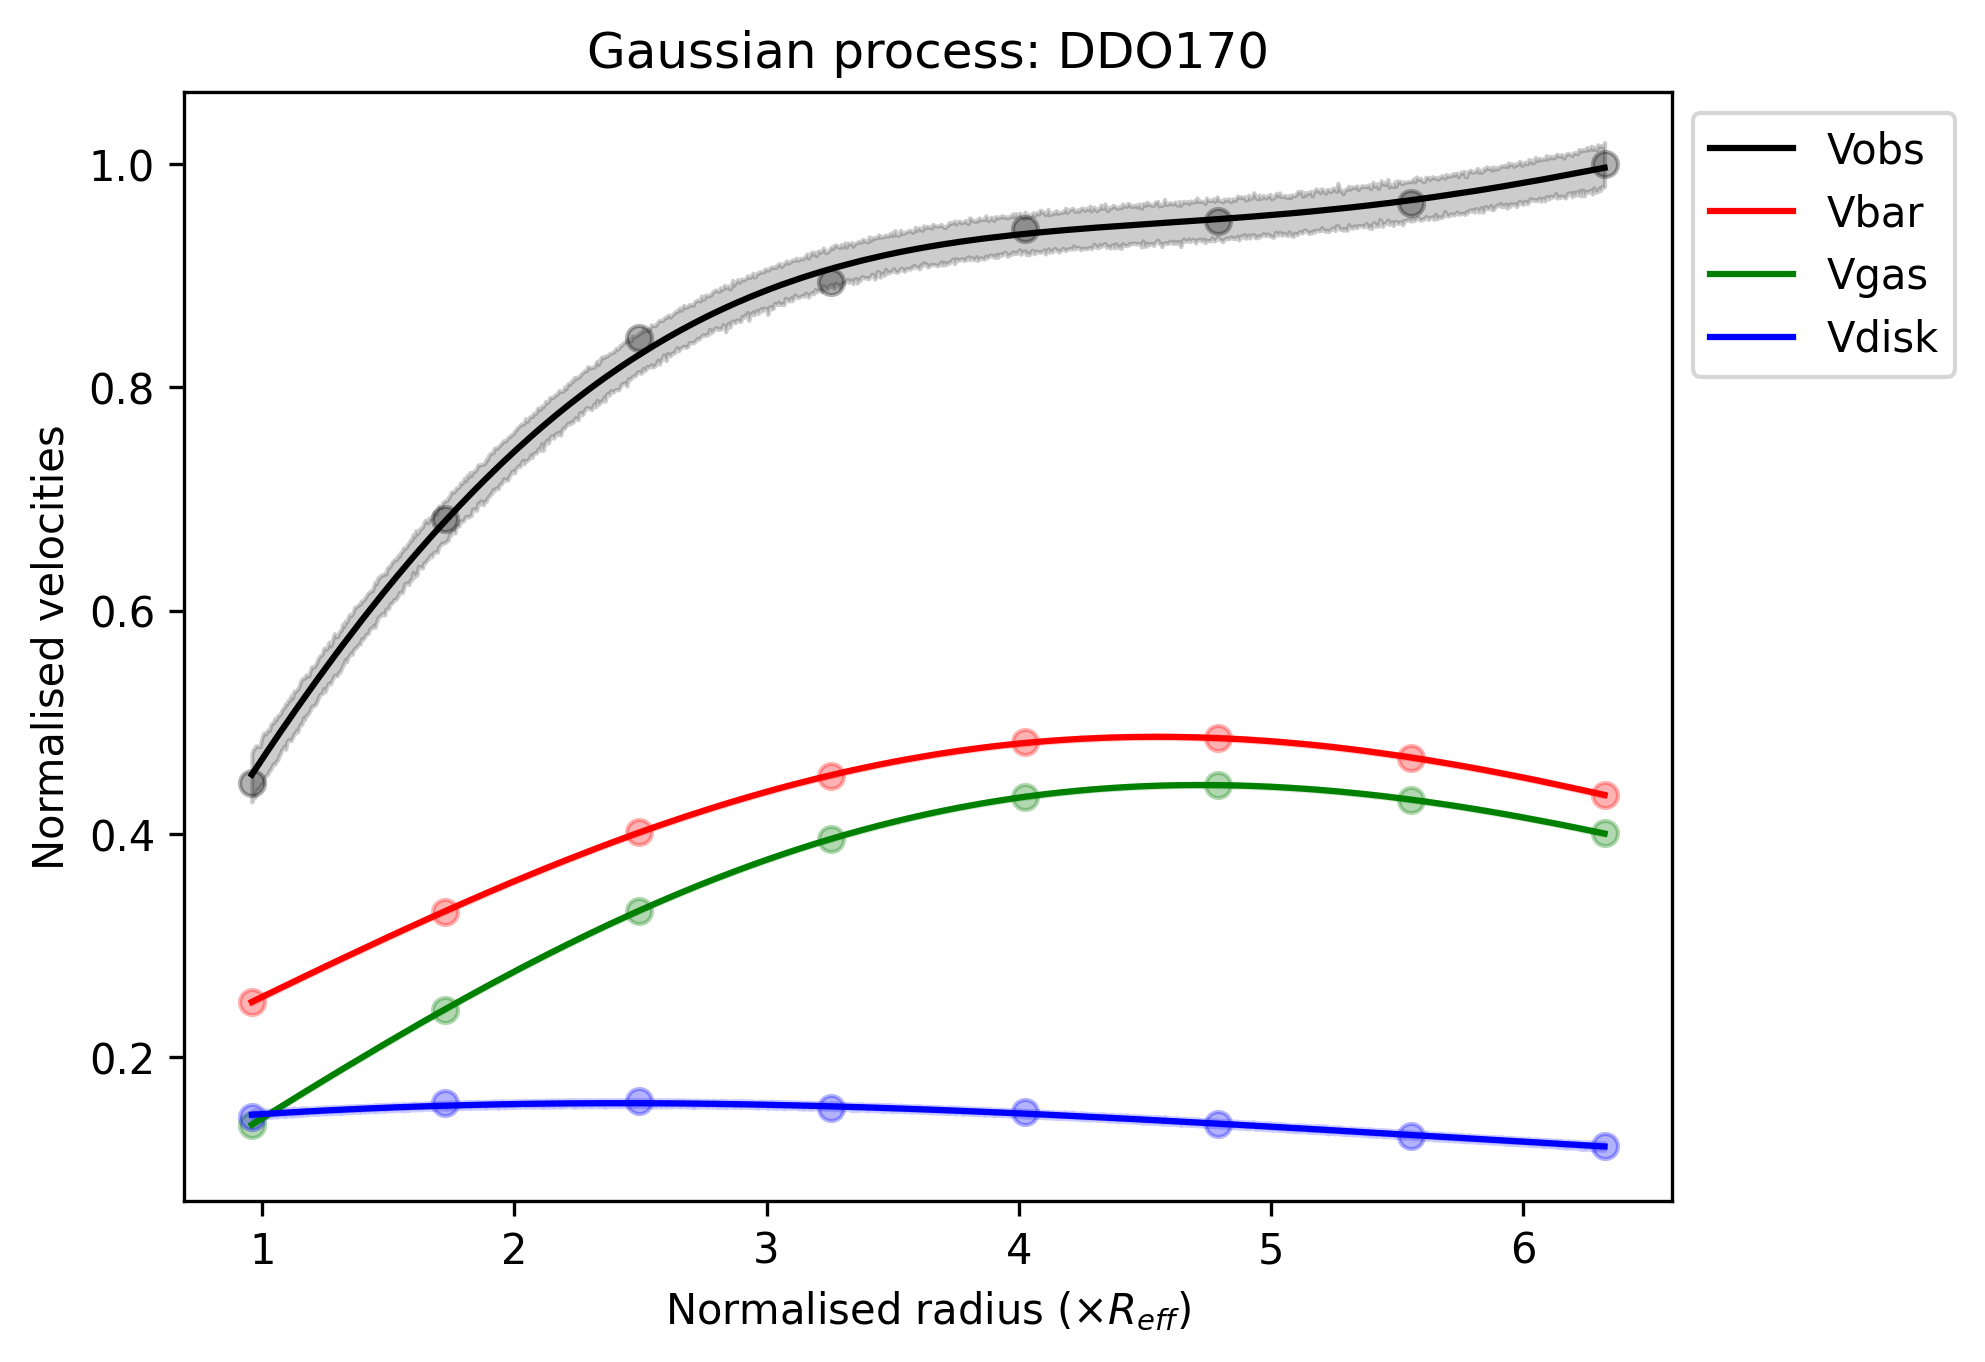 Gaussian process: DDO170
Normalised velocities
1.0
0.8
0.6
0.4
0.2
1 2 3 4 5 6
Normalised radius (×R_eff)
Vobs
Vbar
Vgas
Vdisk